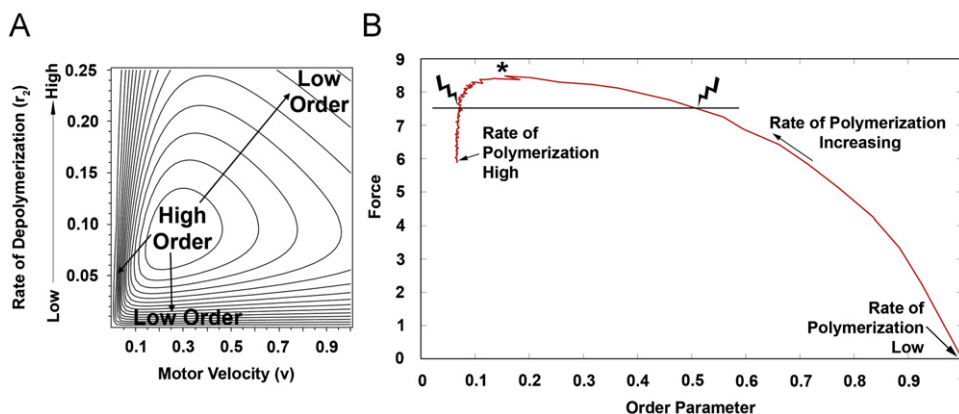 A
B
Rate of Depolymerization (r2)
Low
High
0.25
0.20
0.15
0.10
0.05
Low
Order
High
Order
Low Order
0.1
0.3
0.5
0.7
0.9
Motor Velocity (v)
Force
9
8
7
6
5
4
3
2
1
0
*
Rate of
Polymerization
High
Rate of Polymerization
Increasing
Rate of
Polymerization
Low
0
0.1
0.2
0.3
0.4
0.5
0.6
0.7
0.8
0.9
1.0
Order Parameter